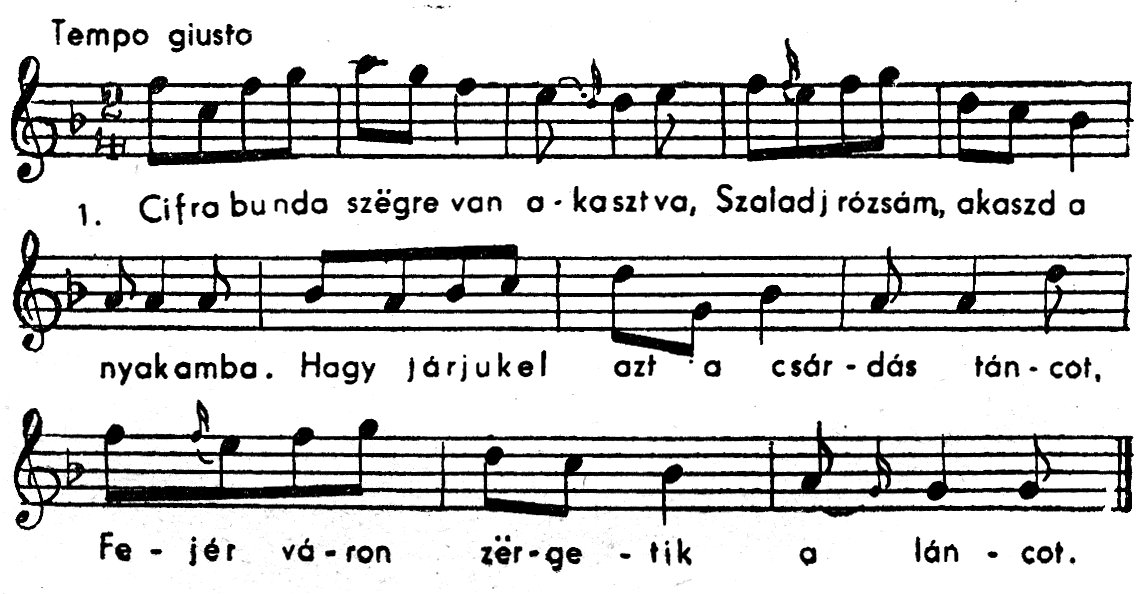 Tempo giusto
1. Cifra bunda szëgre van a-kasztva, Szaladj rózsám, akaszd a
nyakamba. Hagy járjukel azt a csár-dás tán-cot,
Fe-jér vá-ron zër-ge-tik a lán-cot.